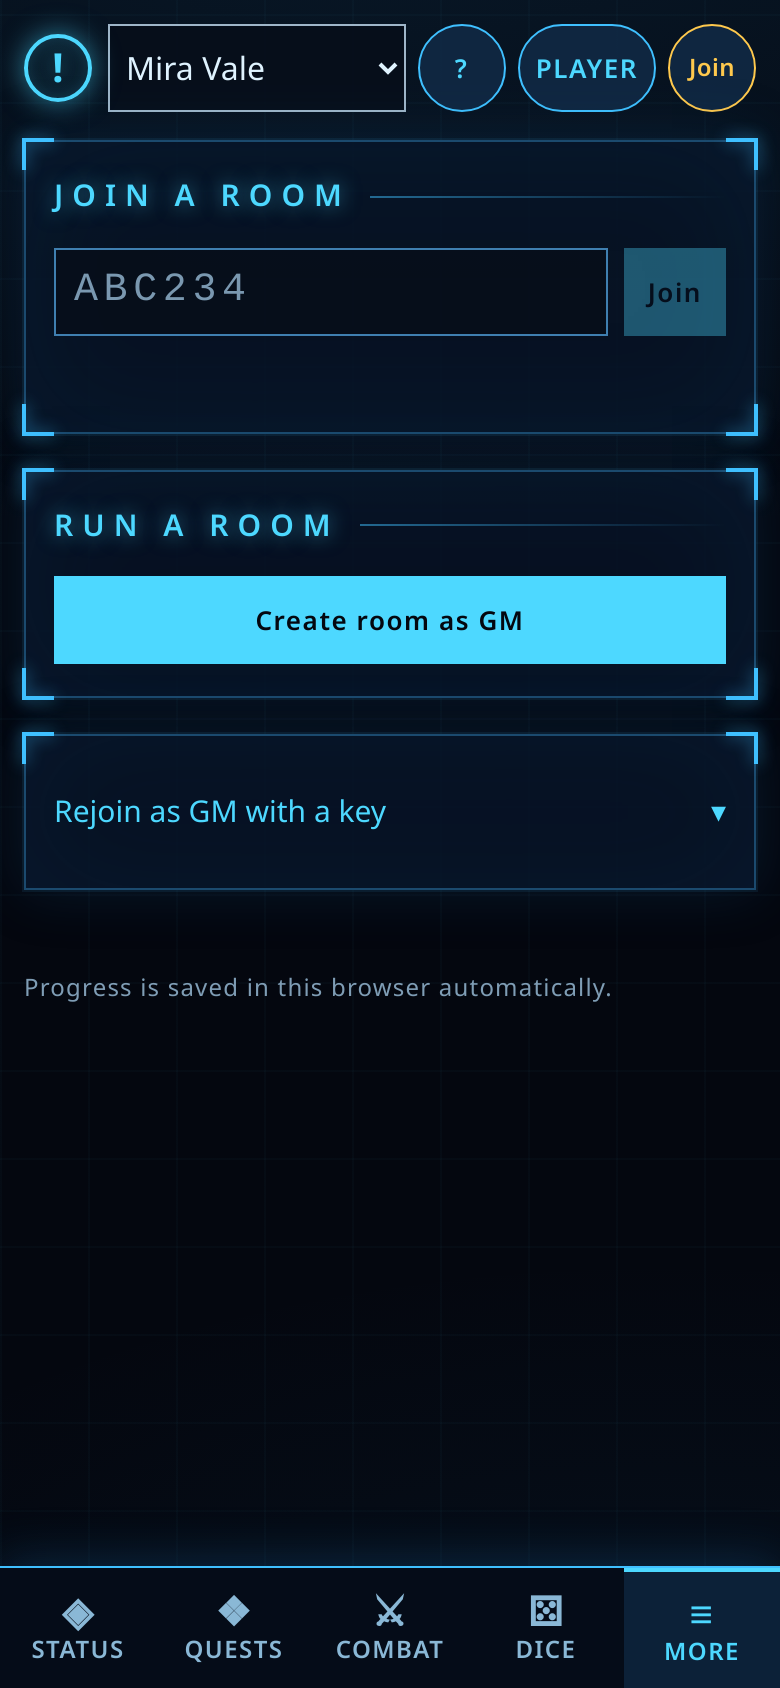 ! Mira Vale ? PLAYER Join
JOIN A ROOM
ABC234 Join
RUN A ROOM
Create room as GM
Rejoin as GM with a key ▼
Progress is saved in this browser automatically.
STATUS QUESTS COMBAT DICE MORE